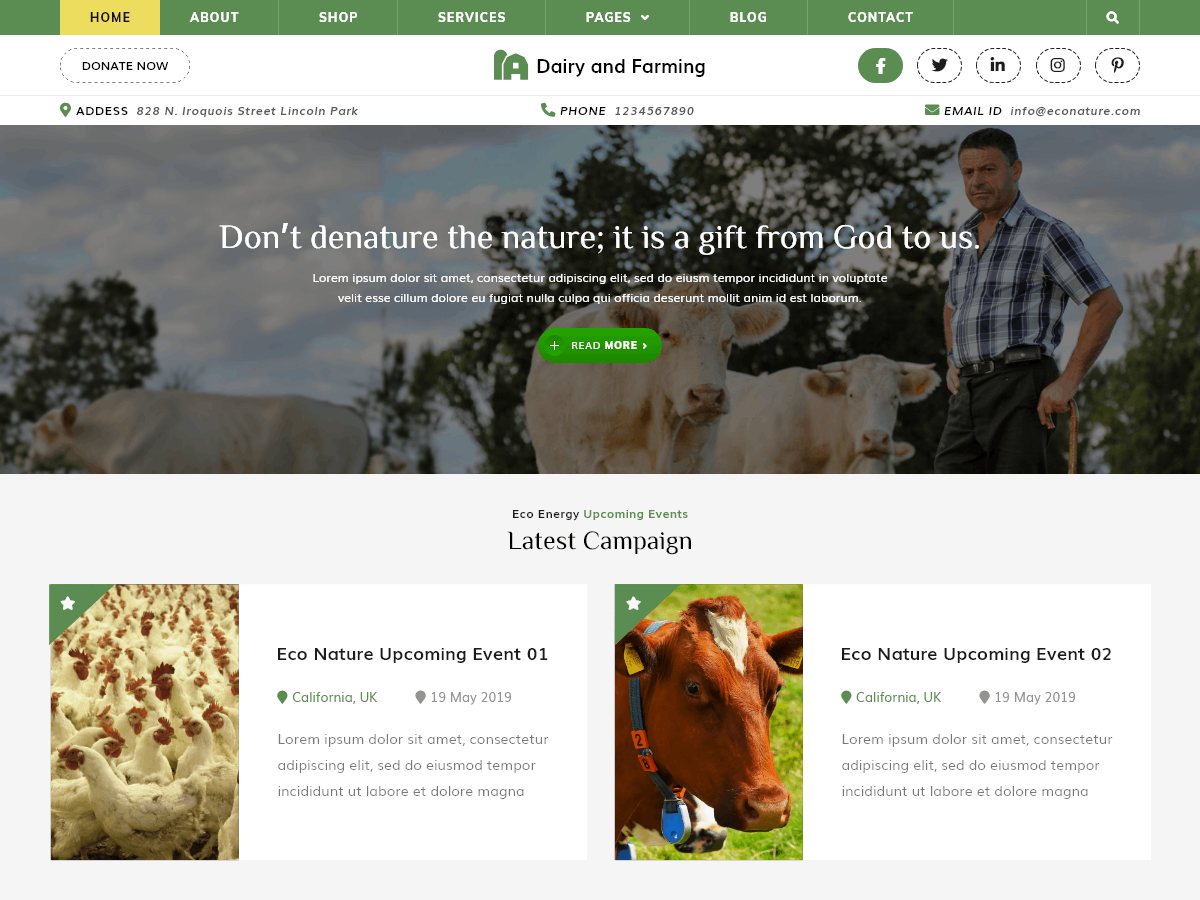 HOME ABOUT SHOP SERVICES PAGES BLOG CONTACT
DONATE NOW
Dairy and Farming
ADDESS 828 N. Iroquois Street Lincoln Park
PHONE 1234567890
EMAIL ID info@econature.com
Don't denature the nature; it is a gift from God to us.
Lorem ipsum dolor sit amet, consectetur adipiscing elit, sed do eiusm tempor incididunt in voluptate
velit esse cillum dolore eu fugiat nulla culpa qui officia deserunt mollit anim id est laborum.
READ MORE ›
Eco Energy Upcoming Events
Latest Campaign
Eco Nature Upcoming Event 01
California, UK 19 May 2019
Lorem ipsum dolor sit amet, consectetur
adipiscing elit, sed do eiusmod tempor
incididunt ut labore et dolore magna
2
8
Eco Nature Upcoming Event 02
California, UK 19 May 2019
Lorem ipsum dolor sit amet, consectetur
adipiscing elit, sed do eiusmod tempor
incididunt ut labore et dolore magna